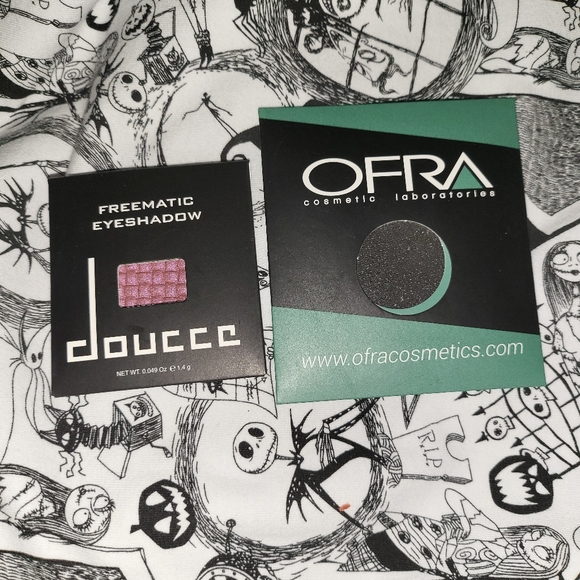 FREEMATIC
EYESHADOW
doucce
NET WT. 0.049 Oz ℮ 1.4 g
OFRA
cosmetic laboratories
www.ofracosmetics.com
R.I.P.